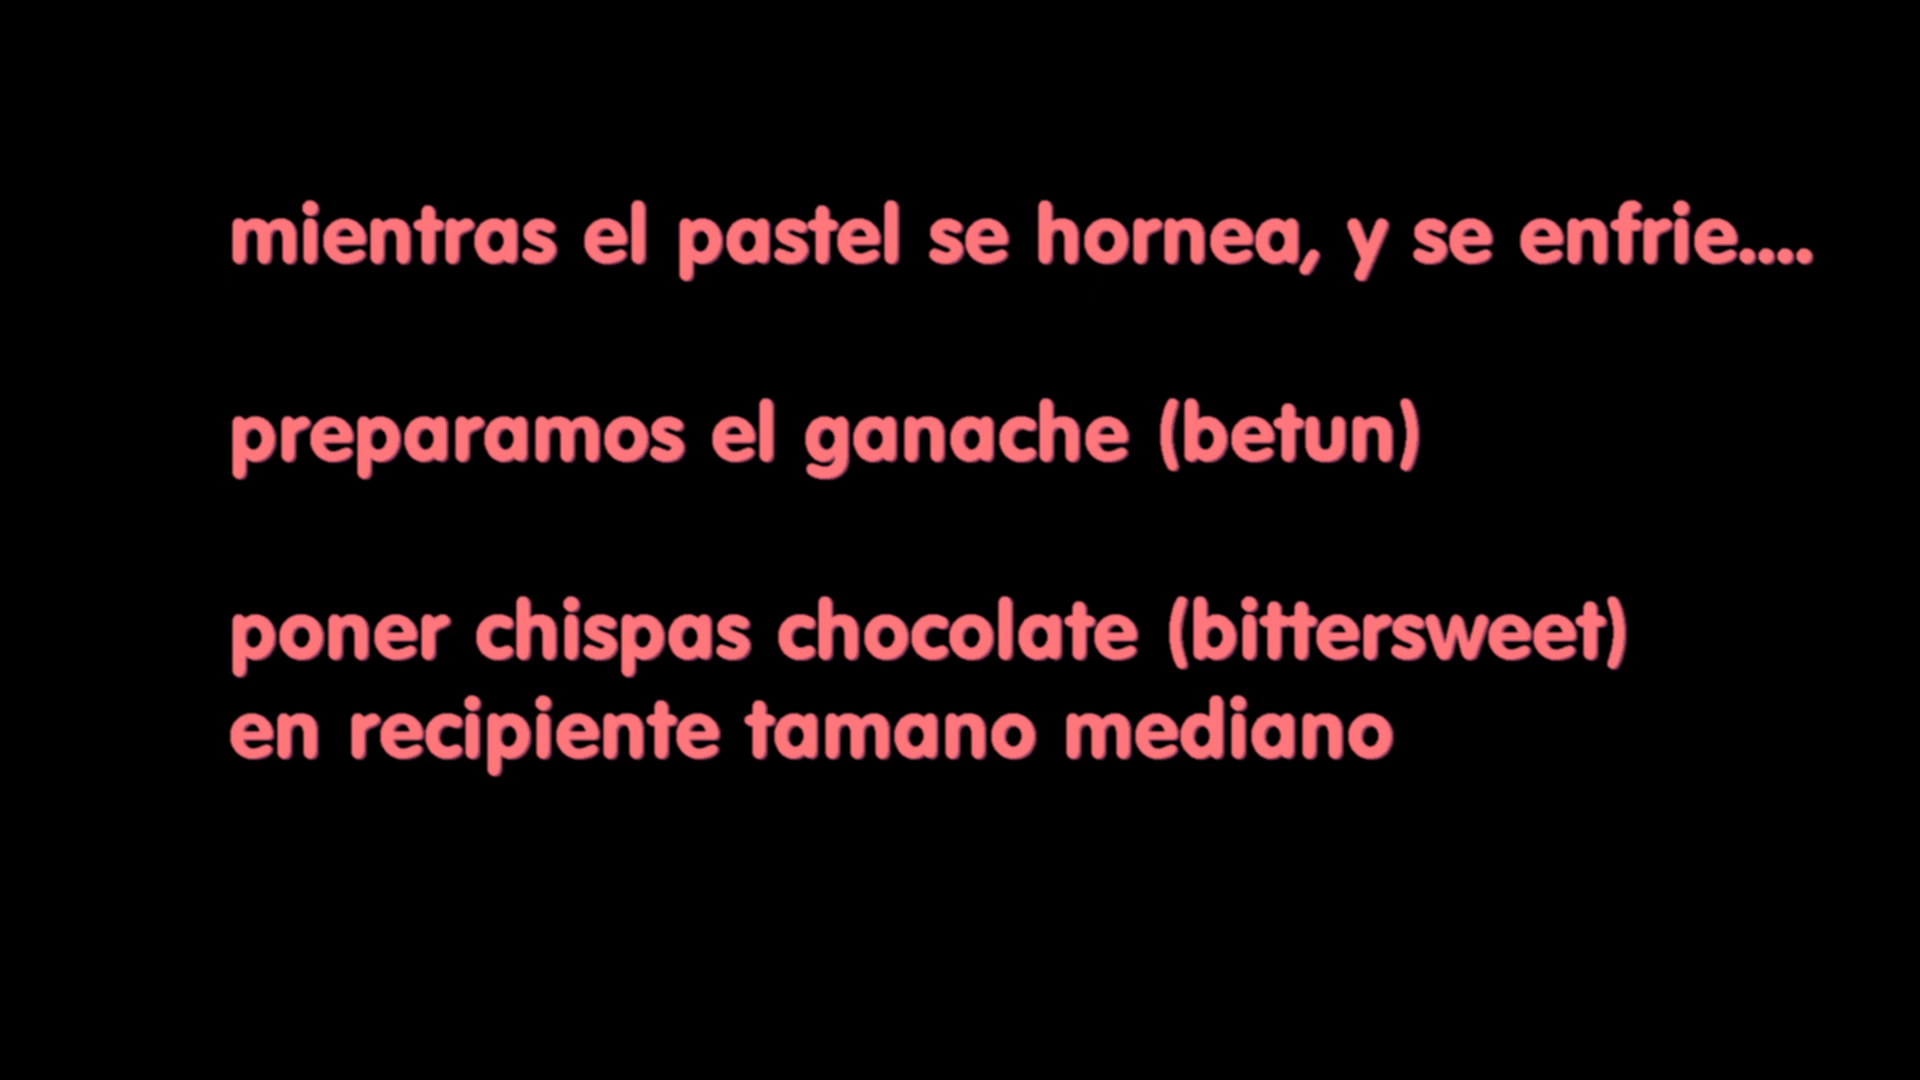 mientras el pastel se hornea, y se enfrie....
preparamos el ganache (betun)
poner chispas chocolate (bittersweet)
en recipiente tamano mediano